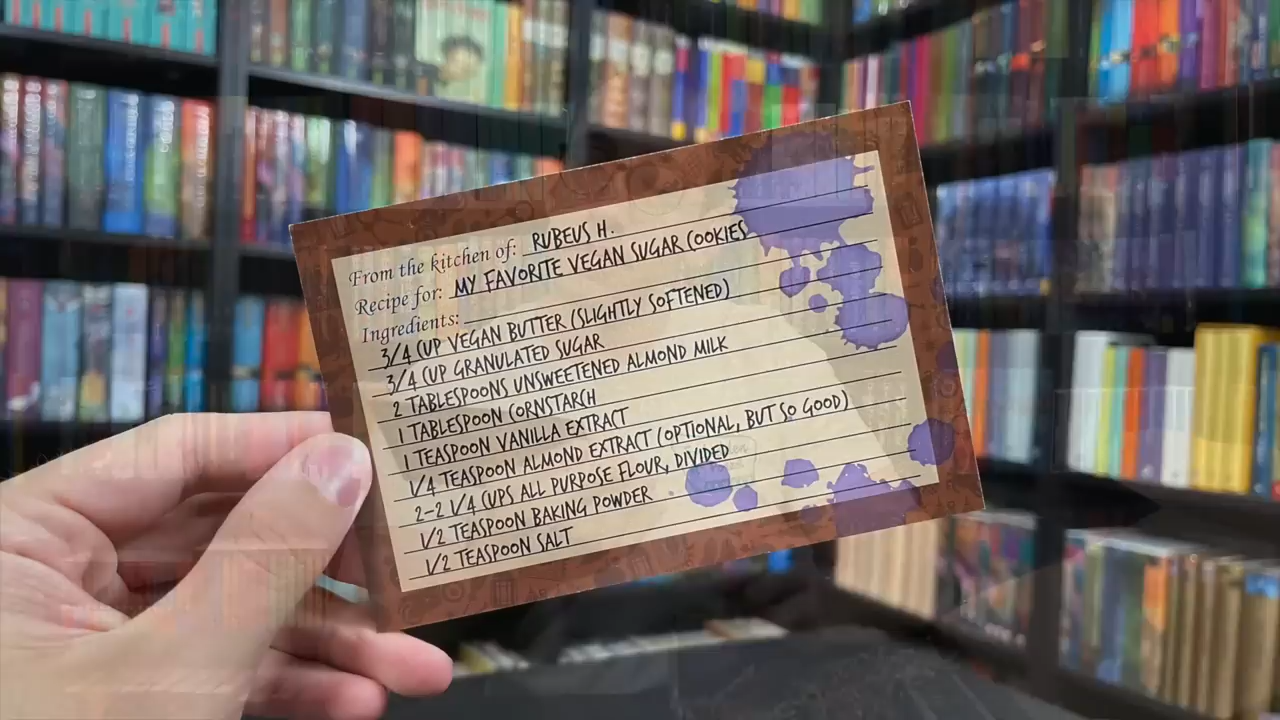 From the kitchen of: RUBEUS H.
Recipe for: MY FAVORITE VEGAN SUGAR COOKIES
Ingredients:
3/4 CUP VEGAN BUTTER (SLIGHTLY SOFTENED)
3/4 CUP GRANULATED SUGAR
2 TABLESPOONS UNSWEETENED ALMOND MILK
1 TABLESPOON CORNSTARCH
1 TEASPOON VANILLA EXTRACT
1/4 TEASPOON ALMOND EXTRACT (OPTIONAL, BUT SO GOOD)
2-2 1/4 CUPS ALL PURPOSE FLOUR, DIVIDED
1/2 TEASPOON BAKING POWDER
1/2 TEASPOON SALT